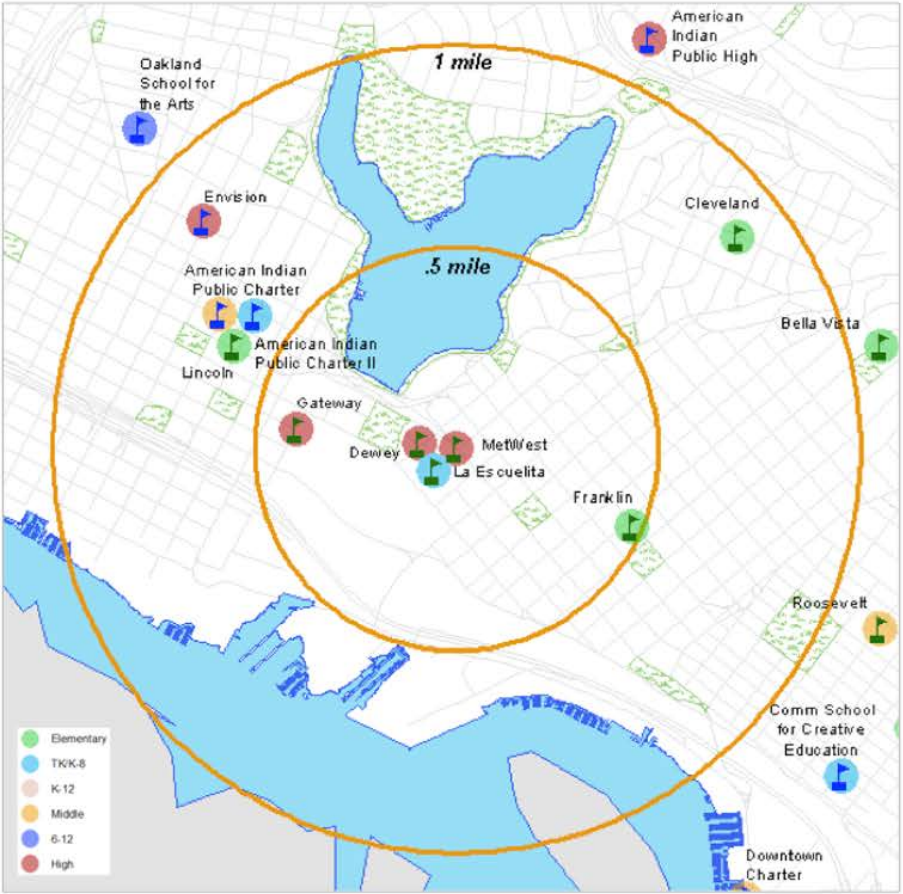 American
Indian
Public High
Oakland
School for
the Arts
1 mile
Envision
Cleveland
.5 mile
American Indian
Public Charter
Bella Vista
American Indian
Public Charter II
Lincoln
Gateway
Dewey
MetWest
La Escuelita
Franklin
Roosevelt
Comm School
for Creative
Education
Elementary
TK/K-8
K-12
Middle
6-12
High
Downtown
Charter